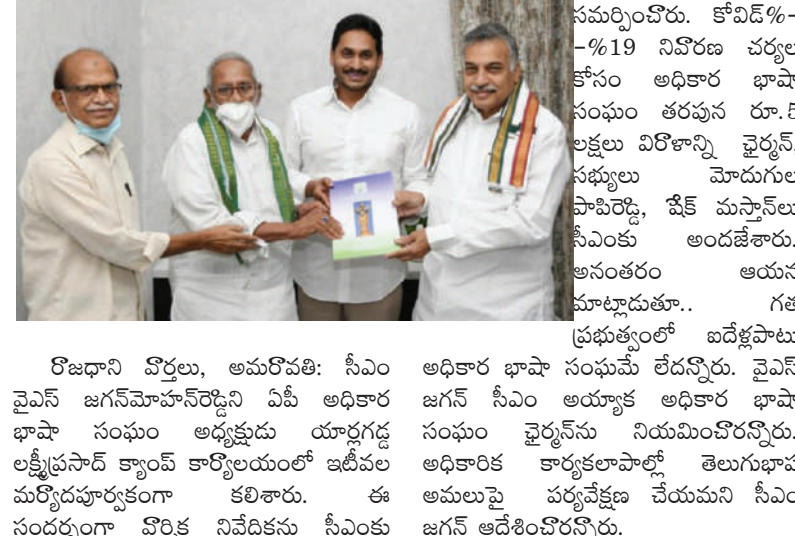 రాజధాని వార్తలు, అమరావతి: సీఎం
వైఎస్ జగన్‌మోహన్‌రెడ్డిని ఏపీ అధికార
భాషా సంఘం అధ్యక్షుడు యార్లగడ్డ
లక్ష్మీప్రసాద్ క్యాంప్ కార్యాలయంలో ఇటీవల
మర్యాదపూర్వకంగా కలిశారు. ఈ
సందర్భంగా వార్షిక నివేదికను సీఎంకు
సమర్పించారు. కోవిడ్%-
-%19 నివారణ చర్యల
కోసం అధికార భాషా
సంఘం తరపున రూ.5
లక్షలు విరాళాన్ని ఛైర్మన్,
సభ్యులు మోదుగుల
పాపిరెడ్డి, షేక్ మస్తాన్‌లు
సీఎంకు అందజేశారు.
అనంతరం ఆయన
మాట్లాడుతూ.. గత
ప్రభుత్వంలో ఐదేళ్లపాటు
అధికార భాషా సంఘమే లేదన్నారు. వైఎస్
జగన్ సీఎం అయ్యాక అధికార భాషా
సంఘం ఛైర్మన్‌ను నియమించారన్నారు.
అధికారిక కార్యకలాపాల్లో తెలుగుభాష
అమలుపై పర్యవేక్షణ చేయమని సీఎం
జగన్ ఆదేశించారన్నారు.